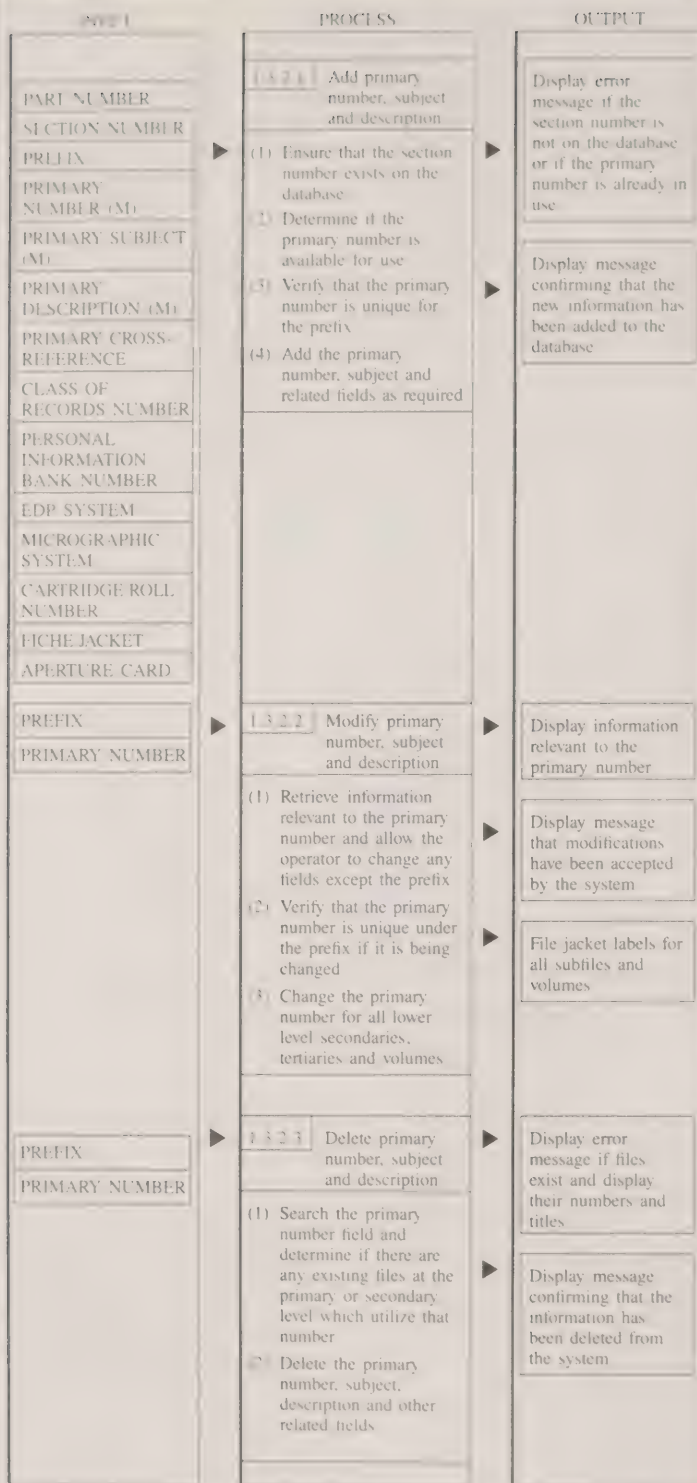 INPUT
PROCESS
OUTPUT
PART NUMBER
SECTION NUMBER
PREFIX
PRIMARY
NUMBER (M)
PRIMARY SUBJECT
(M)
PRIMARY
DESCRIPTION (M)
PRIMARY CROSS-
REFERENCE
CLASS OF
RECORDS NUMBER
PERSONAL
INFORMATION
BANK NUMBER
EDP SYSTEM
MICROGRAPHIC
SYSTEM
CARTRIDGE ROLL
NUMBER
FICHE JACKET
APERTURE CARD
1.3.2.1 Add primary
number, subject
and description
(1) Ensure that the section
number exists on the
database
(2) Determine if the
primary number is
available for use
(3) Verify that the primary
number is unique for
the prefix
(4) Add the primary
number, subject and
related fields as required
Display error
message if the
section number is
not on the database
or if the primary
number is already in
use
Display message
confirming that the
new information has
been added to the
database
PREFIX
PRIMARY NUMBER
1.3.2.2 Modify primary
number, subject
and description
(1) Retrieve information
relevant to the primary
number and allow the
operator to change any
fields except the prefix
(2) Verify that the primary
number is unique under
the prefix if it is being
changed
(3) Change the primary
number for all lower
level secondaries,
tertiaries and volumes
Display information
relevant to the
primary number
Display message
that modifications
have been accepted
by the system
File jacket labels for
all subfiles and
volumes
PREFIX
PRIMARY NUMBER
1.3.2.3 Delete primary
number, subject
and description
(1) Search the primary
number field and
determine if there are
any existing files at the
primary or secondary
level which utilize that
number
(2) Delete the primary
number, subject,
description and other
related fields
Display error
message if files
exist and display
their numbers and
titles
Display message
confirming that the
information has
been deleted from
the system